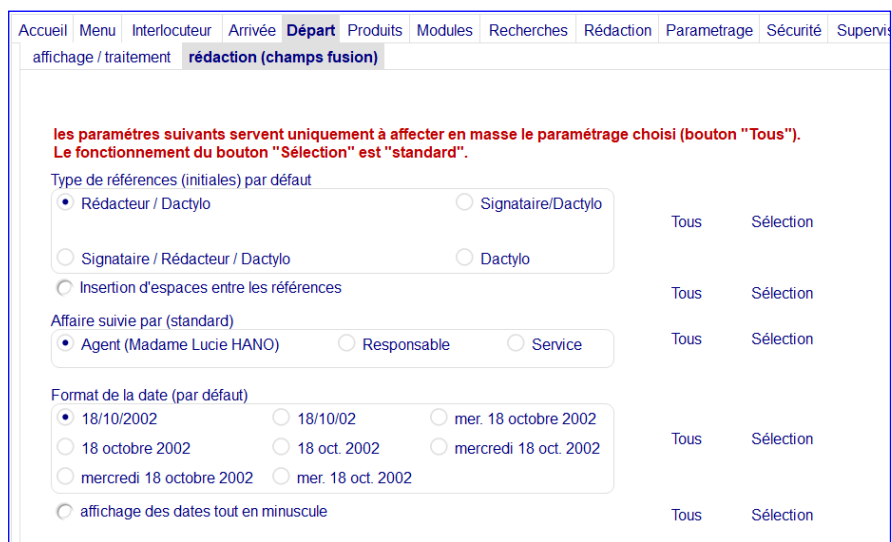 Accueil Menu Interlocuteur Arrivée Départ Produits Modules Recherches Rédaction Parametrage Sécurité Supervis
affichage / traitement rédaction (champs fusion)
les paramétres suivants servent uniquement à affecter en masse le paramétrage choisi (bouton "Tous").
Le fonctionnement du bouton "Sélection" est "standard".
Type de références (initiales) par défaut
Rédacteur / Dactylo Signataire/Dactylo
Tous Sélection
Signataire / Rédacteur / Dactylo Dactylo
Insertion d'espaces entre les références Tous Sélection
Affaire suivie par (standard)
Agent (Madame Lucie HANO) Responsable Service Tous Sélection
Format de la date (par défaut)
18/10/2002 18/10/02 mer. 18 octobre 2002
18 octobre 2002 18 oct. 2002 mercredi 18 oct. 2002 Tous Sélection
mercredi 18 octobre 2002 mer. 18 oct. 2002
affichage des dates tout en minuscule Tous Sélection